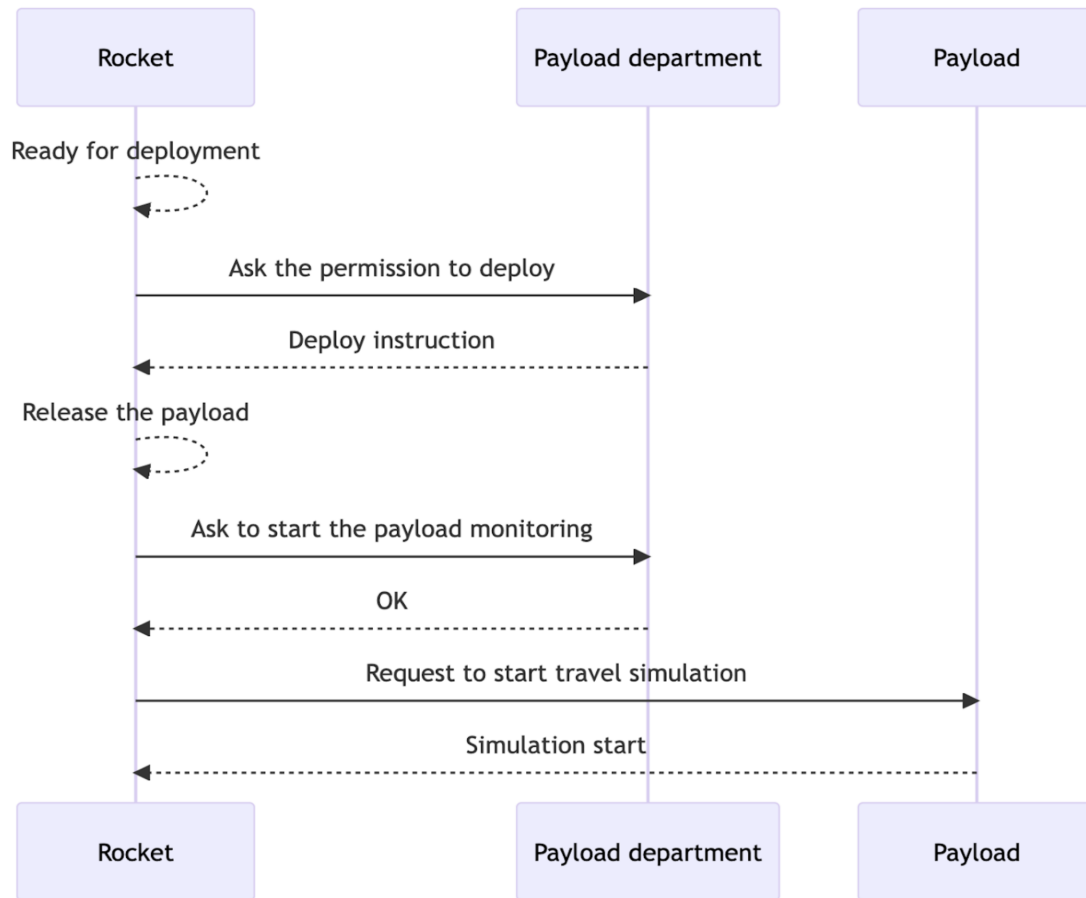 Rocket
Payload department
Payload
Ready for deployment
Ask the permission to deploy
Deploy instruction
Release the payload
Ask to start the payload monitoring
OK
Request to start travel simulation
Simulation start
Rocket
Payload department
Payload